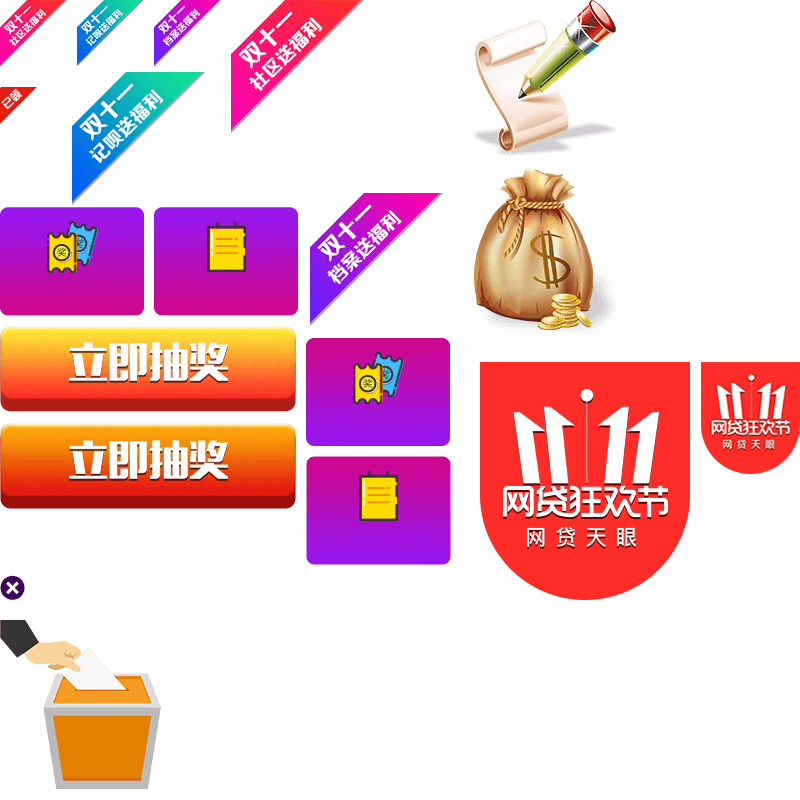 双十一
社区送福利
双十一
记呗送福利
双十一
档案送福利
双十一
社区送福利
已领
双十一
记呗送福利
双十一
档案送福利
奖
立即抽奖
奖
立即抽奖
$
11 11
网贷狂欢节
网贷天眼
11 11
网贷狂欢节
网贷天眼